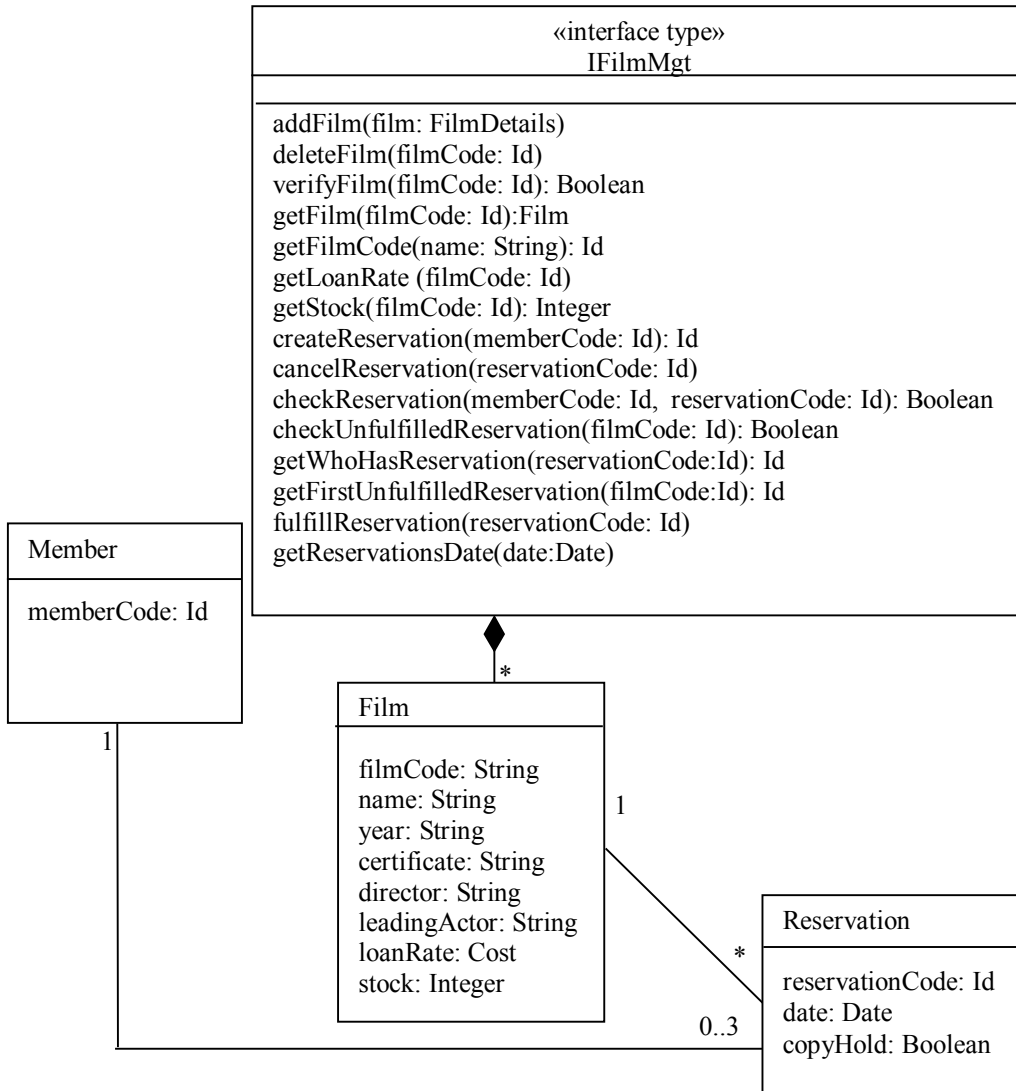 «interface type»
IFilmMgt
addFilm(film: FilmDetails)
deleteFilm(filmCode: Id)
verifyFilm(filmCode: Id): Boolean
getFilm(filmCode: Id):Film
getFilmCode(name: String): Id
getLoanRate (filmCode: Id)
getStock(filmCode: Id): Integer
createReservation(memberCode: Id): Id
cancelReservation(reservationCode: Id)
checkReservation(memberCode: Id, reservationCode: Id): Boolean
checkUnfulfilledReservation(filmCode: Id): Boolean
getWhoHasReservation(reservationCode:Id): Id
getFirstUnfulfilledReservation(filmCode:Id): Id
fulfillReservation(reservationCode: Id)
getReservationsDate(date:Date)
Member
memberCode: Id
1
*
Film
filmCode: String
name: String
year: String
certificate: String
director: String
leadingActor: String
loanRate: Cost
stock: Integer
1
*
0..3
Reservation
reservationCode: Id
date: Date
copyHold: Boolean